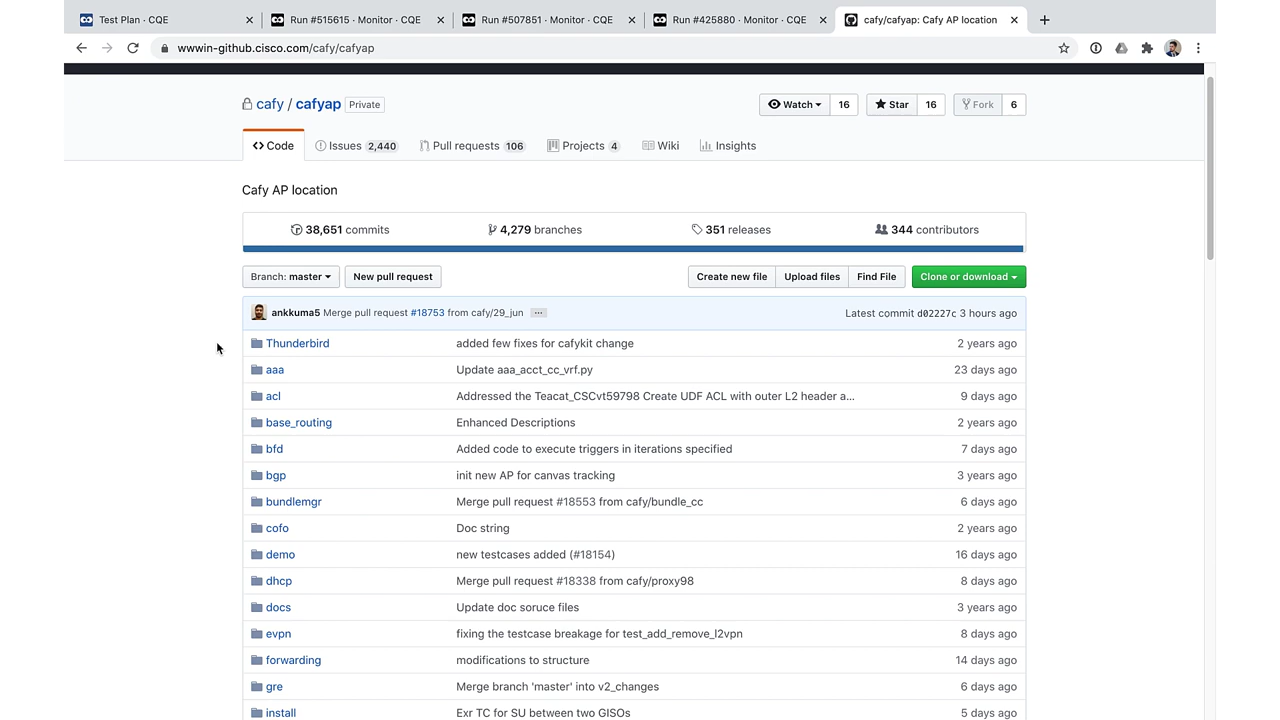 Test Plan · CQE
Run #515615 · Monitor · CQE
Run #507851 · Monitor · CQE
Run #425880 · Monitor · CQE
cafy/cafyap: Cafy AP location
wwwin-github.cisco.com/cafy/cafyap
cafy / cafyap Private
Watch 16 Star 16 Fork 6
Code Issues 2,440 Pull requests 106 Projects 4 Wiki Insights
Cafy AP location
38,651 commits 4,279 branches 351 releases 344 contributors
Branch: master New pull request Create new file Upload files Find File Clone or download
ankkuma5 Merge pull request #18753 from cafy/29_jun ... Latest commit d02227c 3 hours ago
Thunderbird added few fixes for cafykit change 2 years ago
aaa Update aaa_acct_cc_vrf.py 23 days ago
acl Addressed the Teacat_CSCvt59798 Create UDF ACL with outer L2 header a... 9 days ago
base_routing Enhanced Descriptions 2 years ago
bfd Added code to execute triggers in iterations specified 7 days ago
bgp init new AP for canvas tracking 3 years ago
bundlemgr Merge pull request #18553 from cafy/bundle_cc 6 days ago
cofo Doc string 2 years ago
demo new testcases added (#18154) 16 days ago
dhcp Merge pull request #18338 from cafy/proxy98 8 days ago
docs Update doc soruce files 3 years ago
evpn fixing the testcase breakage for test_add_remove_l2vpn 8 days ago
forwarding modifications to structure 14 days ago
gre Merge branch 'master' into v2_changes 6 days ago
install Exr TC for SU between two GISOs 5 days ago